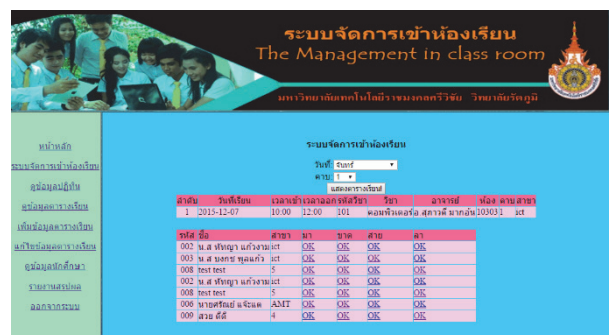 ระบบจัดการเข้าห้องเรียน
The Management in class room
มหาวิทยาลัยเทคโนโลยีราชมงคลศรีวิชัย วิทยาลัยรัตภูมิ
หน้าหลัก
ระบบจัดการเข้าห้องเรียน
ดูข้อมูลปฏิทิน
ดูข้อมูลตารางเรียน
เพิ่มข้อมูลตารางเรียน
แก้ไขข้อมูลตารางเรียน
ดูข้อมูลนักศึกษา
รายงานสรุปผล
ออกจากระบบ
ระบบจัดการเข้าห้องเรียน
วันที่: จันทร์
คาบ: 1
แสดงตารางเรียน
ลำดับ วันที่เรียน เวลาเข้า เวลาออก รหัสวิชา วิชา อาจารย์ ห้อง คาบ สาขา
1 2015-12-07 10:00 12:00 101 คอมพิวเตอร์ อ.สุภาวดี มากอ้น 10303 1 ict
รหัส ชื่อ สาขา มา ขาด สาย ลา
002 น.ส ทัทญา แก้วงาม ict OK OK OK OK
003 น.ส บงกช พูลแก้ว ict OK OK OK OK
008 test test 5 OK OK OK OK
002 น.ส ทัทญา แก้วงาม ict OK OK OK OK
008 test test 5 OK OK OK OK
006 นายศรัณย์ แจ๊ะแต AMT OK OK OK OK
009 สวย ดีดี 4 OK OK OK OK